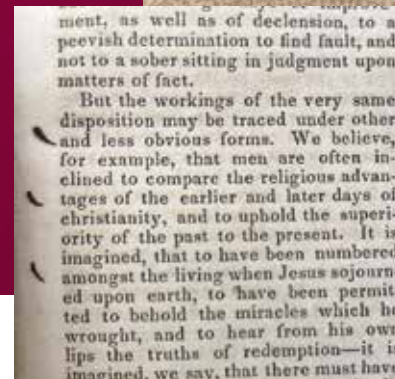 ment, as well as of declension, to a
peevish determination to find fault, and
not to a sober sitting in judgment upon
matters of fact.
But the workings of the very same
disposition may be traced under other
and less obvious forms. We believe,
for example, that men are often in-
clined to compare the religious advan-
tages of the earlier and later days of
christianity, and to uphold the superi-
ority of the past to the present. It is
imagined, that to have been numbered
amongst the living when Jesus sojourn
ed upon earth, to have been permit
ted to behold the miracles which he
wrought, and to hear from his own
lips the truths of redemption—it is
imagined, we say, that there must have